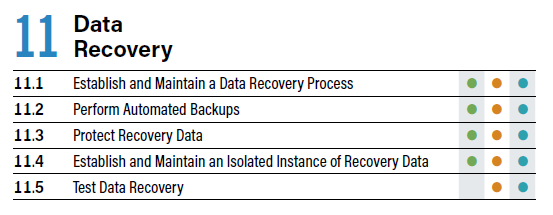 11 Data
Recovery
11.1 Establish and Maintain a Data Recovery Process
11.2 Perform Automated Backups
11.3 Protect Recovery Data
11.4 Establish and Maintain an Isolated Instance of Recovery Data
11.5 Test Data Recovery